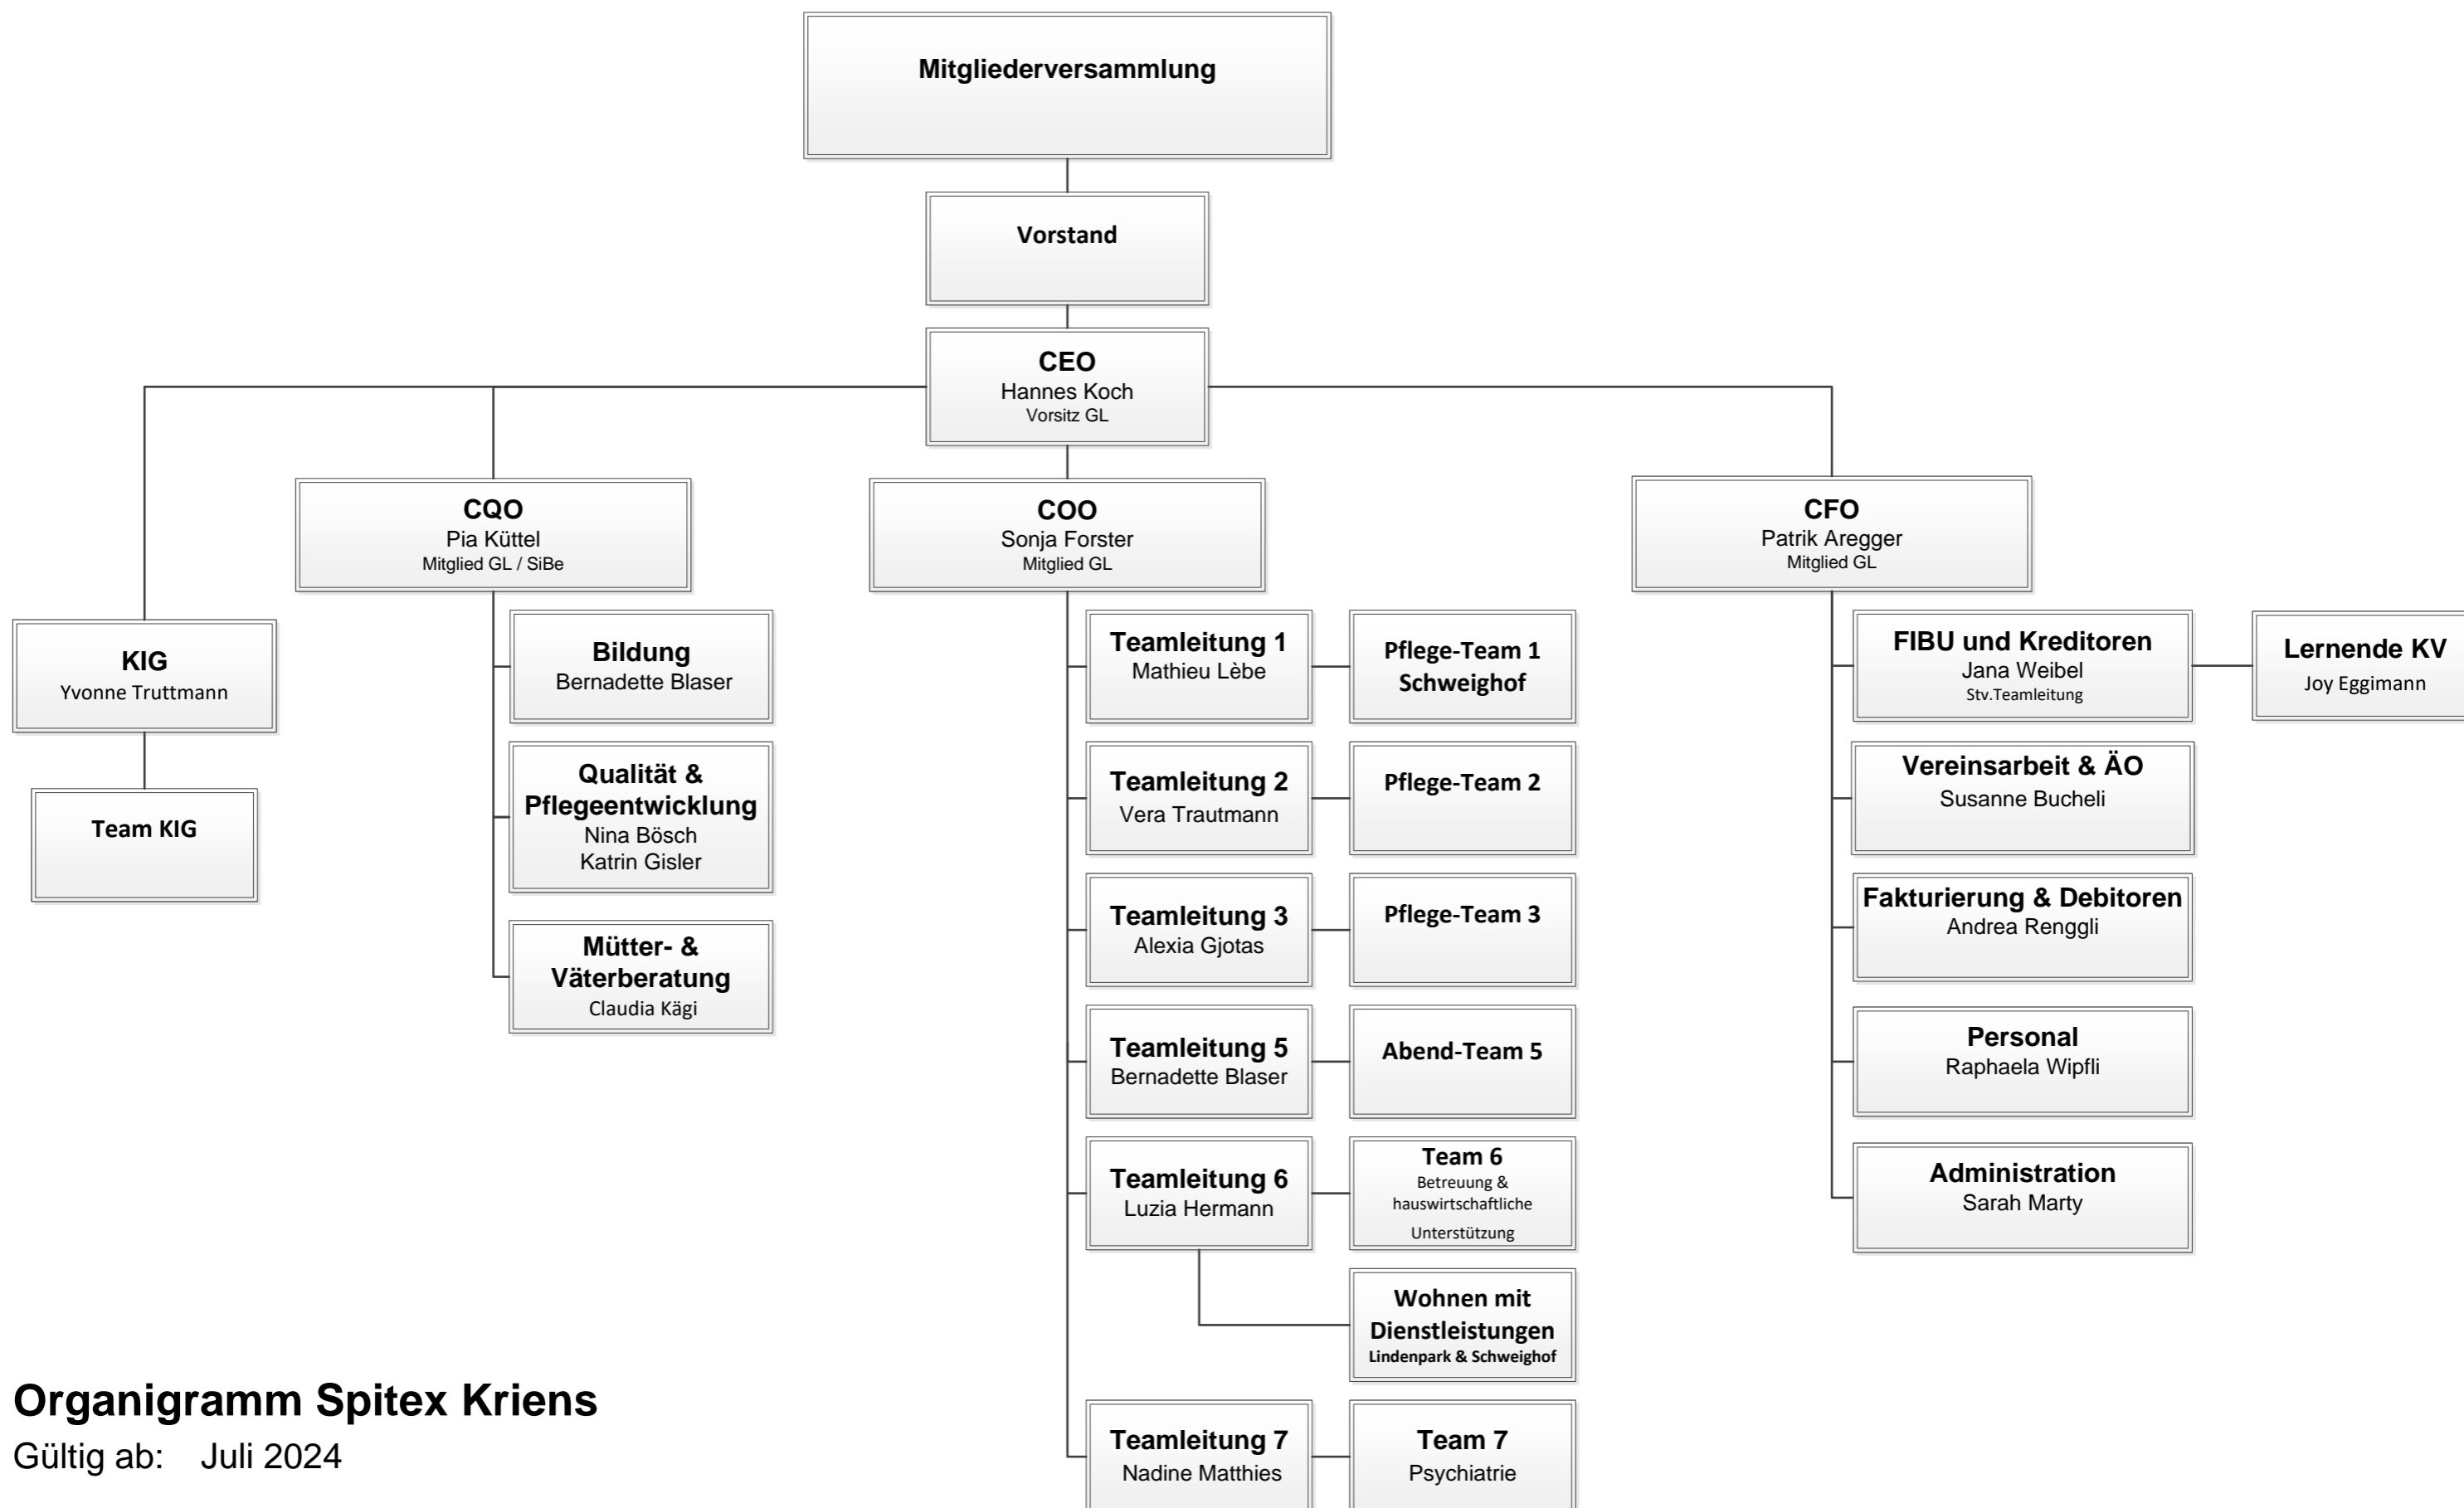 Mitgliederversammlung
Vorstand
CEO
Hannes Koch
Vorsitz GL
CQO
Pia Küttel
Mitglied GL / SiBe
COO
Sonja Forster
Mitglied GL
CFO
Patrik Aregger
Mitglied GL
KIG
Yvonne Truttmann
Team KIG
Bildung
Bernadette Blaser
Qualität &
Pflegeentwicklung
Nina Bösch
Katrin Gisler
Mütter- &
Väterberatung
Claudia Kägi
Teamleitung 1
Mathieu Lèbe
Pflege-Team 1
Schweighof
Teamleitung 2
Vera Trautmann
Pflege-Team 2
Teamleitung 3
Alexia Gjotas
Pflege-Team 3
Teamleitung 5
Bernadette Blaser
Abend-Team 5
Teamleitung 6
Luzia Hermann
Team 6
Betreuung &
hauswirtschaftliche
Unterstützung
Wohnen mit
Dienstleistungen
Lindenpark & Schweighof
Teamleitung 7
Nadine Matthies
Team 7
Psychiatrie
FIBU und Kreditoren
Jana Weibel
Stv.Teamleitung
Lernende KV
Joy Eggimann
Vereinsarbeit & ÄO
Susanne Bucheli
Fakturierung & Debitoren
Andrea Renggli
Personal
Raphaela Wipfli
Administration
Sarah Marty
Organigramm Spitex Kriens
Gültig ab: Juli 2024